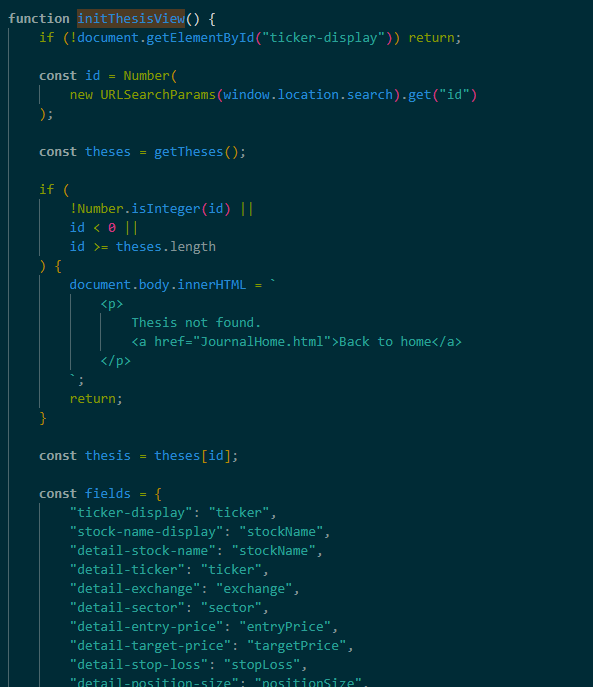 function initThesisView() {
if (!document.getElementById("ticker-display")) return;
const id = Number(
new URLSearchParams(window.location.search).get("id")
);
const theses = getTheses();
if (
!Number.isInteger(id) ||
id < 0 ||
id >= theses.length
) {
document.body.innerHTML = `
<p>
Thesis not found.
<a href="JournalHome.html">Back to home</a>
</p>
`;
return;
}
const thesis = theses[id];
const fields = {
"ticker-display": "ticker",
"stock-name-display": "stockName",
"detail-stock-name": "stockName",
"detail-ticker": "ticker",
"detail-exchange": "exchange",
"detail-sector": "sector",
"detail-entry-price": "entryPrice",
"detail-target-price": "targetPrice",
"detail-stop-loss": "stopLoss",
"detail-position-size": "positionSize",